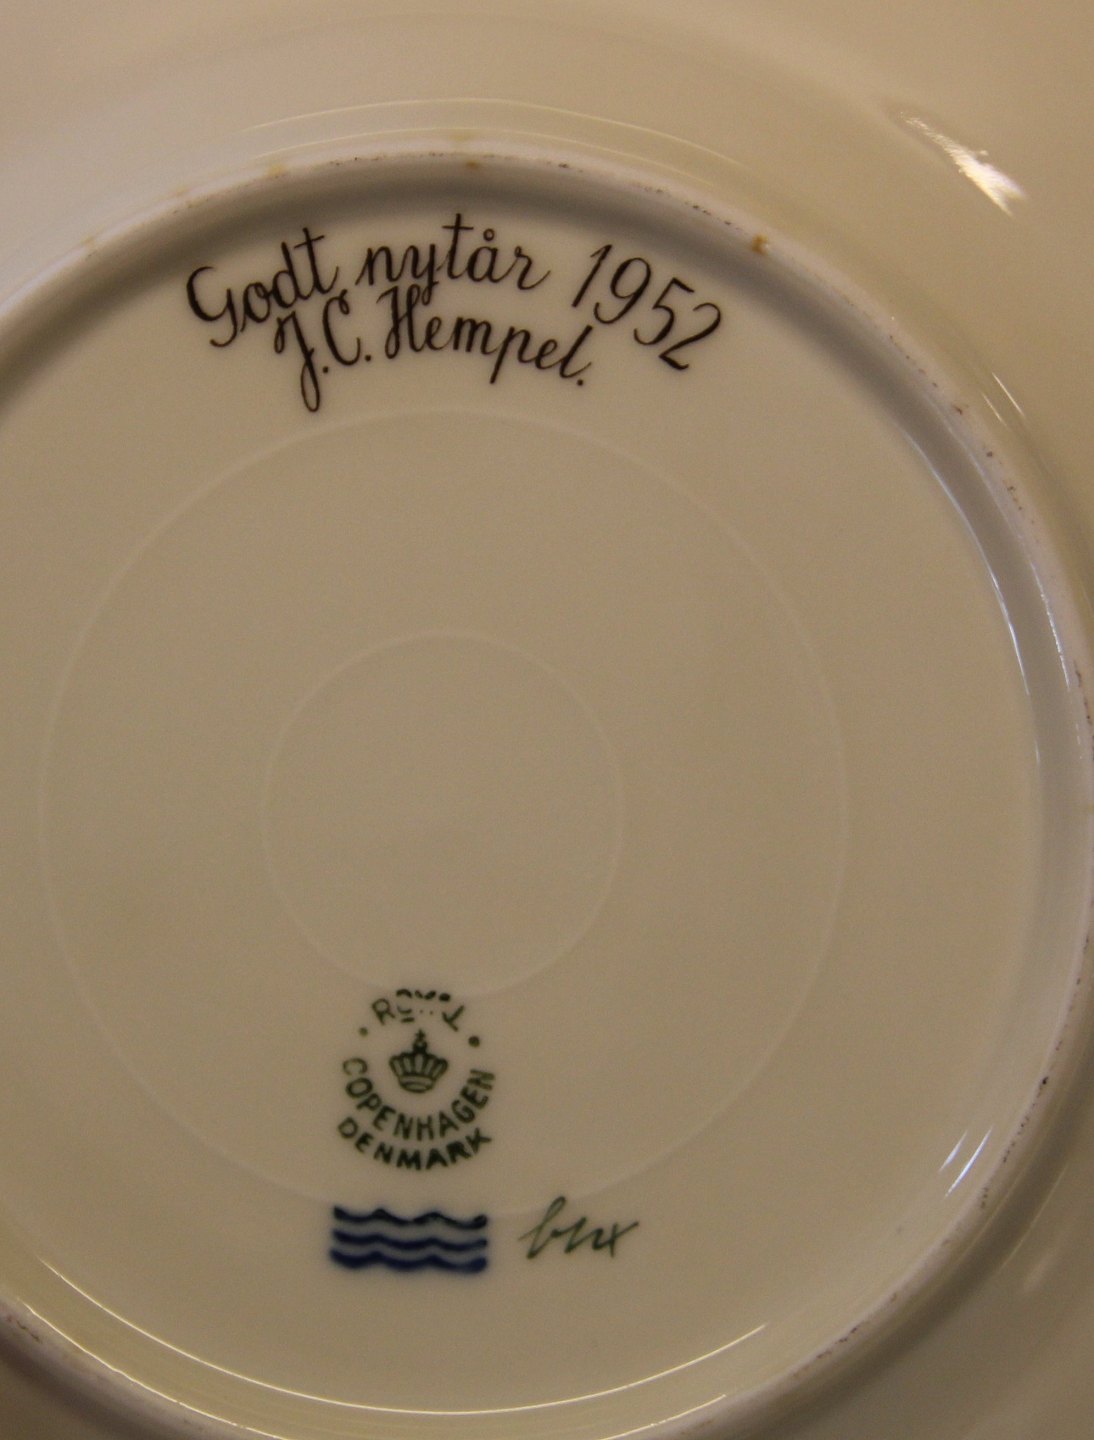 Godt nytår 1952
J.C. Hempel.
ROYAL
COPENHAGEN
DENMARK